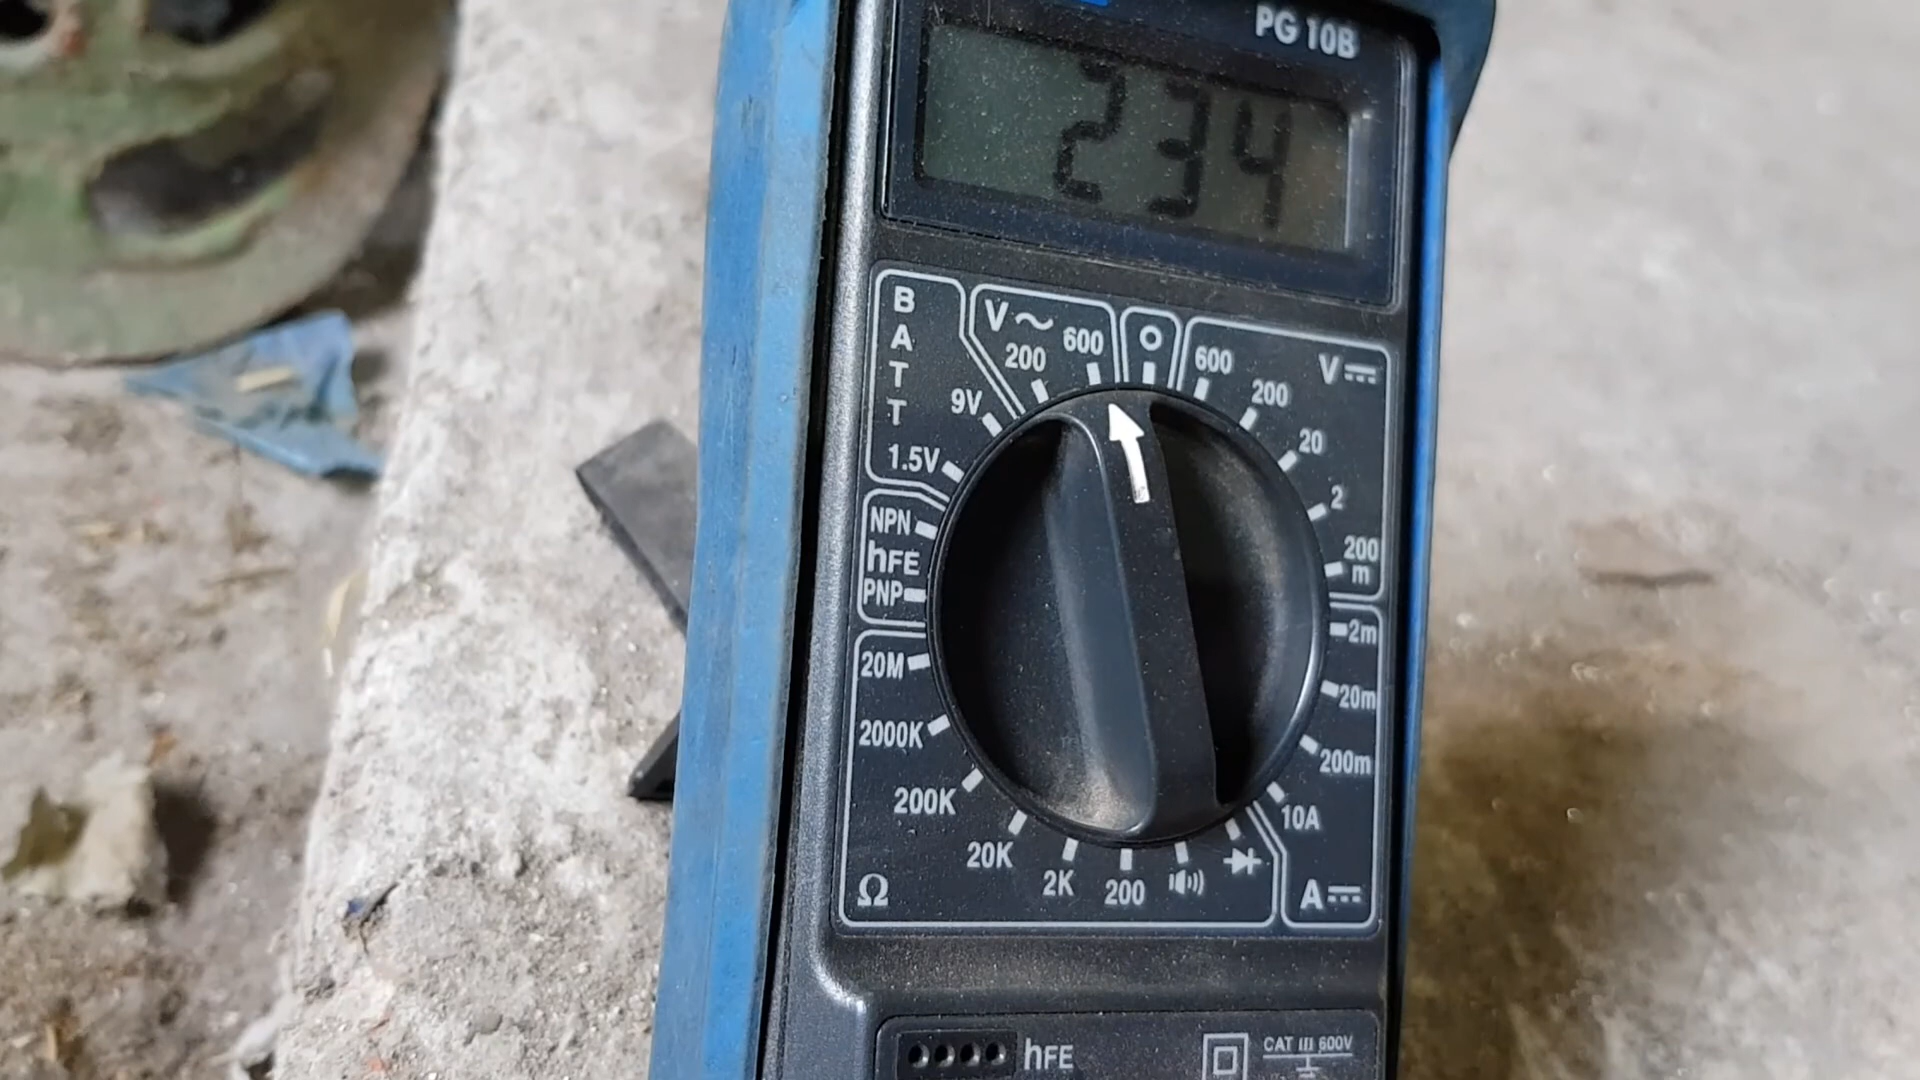 PG 10B
234
BATT
V~
600
O
600
V
200
200
9V
20
1.5V
2
NPN
200
m
hFE
PNP
2m
20M
20m
2000K
200m
200K
10A
20K
2K
200
Ω
A
hFE
CAT III 600V